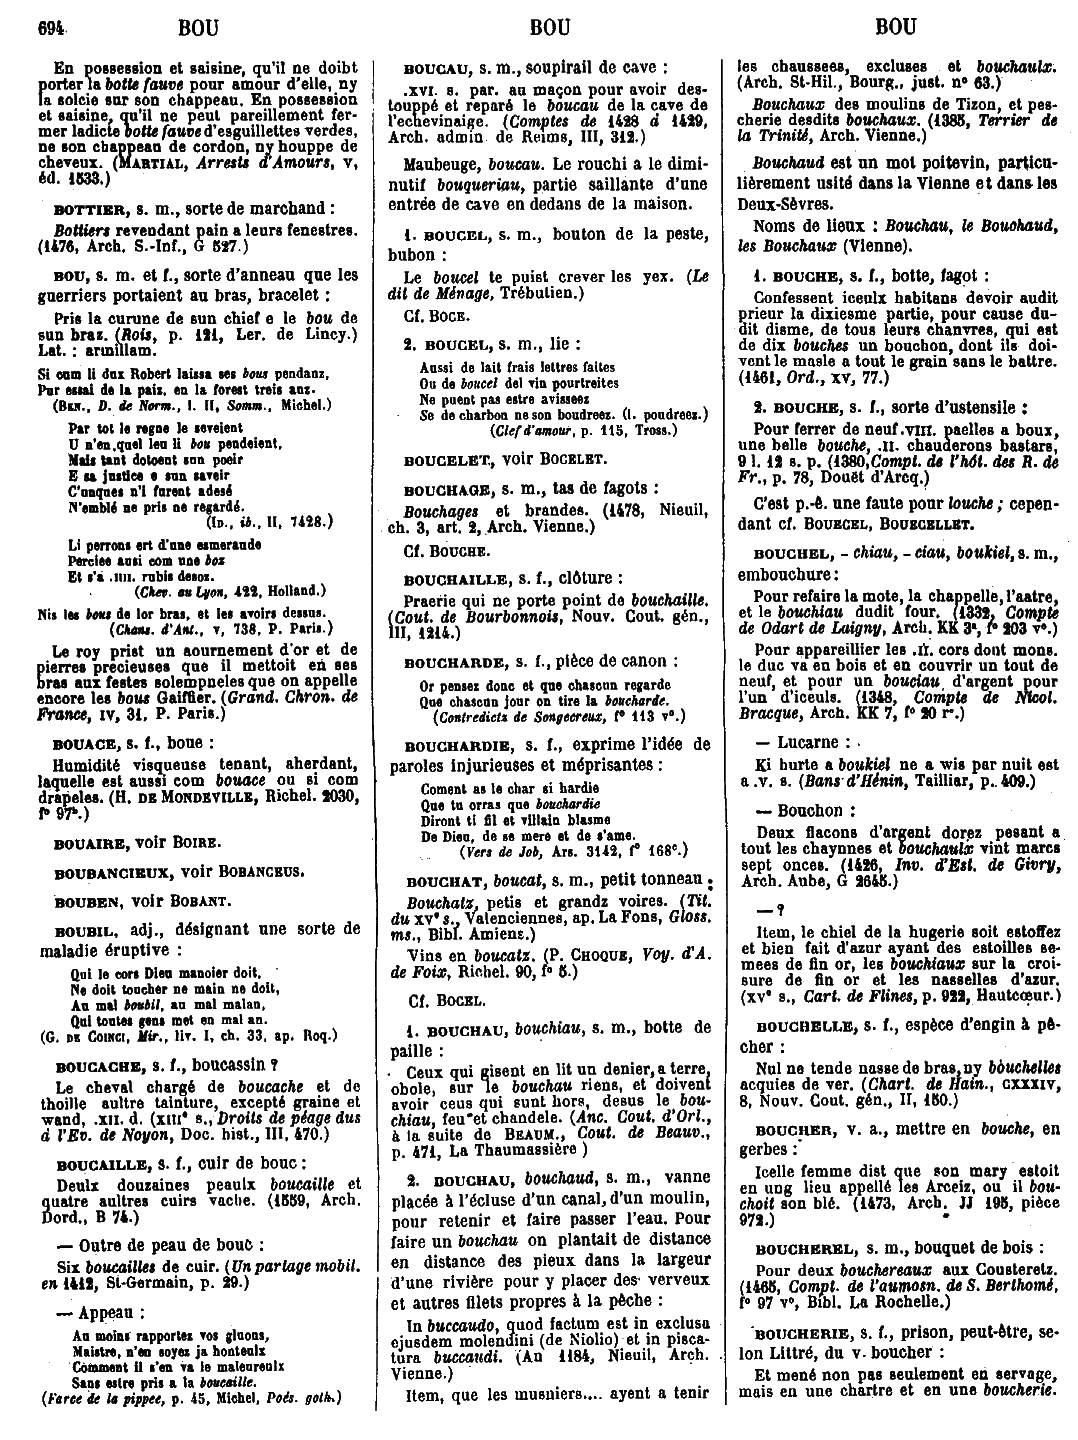 694 BOU BOU BOU
En possession et saisine, qu'il ne doibt
porter la botte fauve pour amour d'elle, ny
la solcie sur son chappeau. En possession
et saisine, qu'il ne peut pareillement fer-
mer ladicte botte fauve d'esguillettes verdes,
ne son chappeau de cordon, ny houppe de
cheveux. (MARTIAL, Arrests d'Amours, V,
éd. 1533.)
BOTTIER, s. m., sorte de marchand :
Bottiers revendant pain a leurs fenestres.
(1476, Arch. S.-Inf., G 527.)
BOU, s. m. et f., sorte d'anneau que les
guerriers portaient au bras, bracelet :
Pris la curune de sun chief e le bou de
sun braz. (Rois, p. 121, Ler. de Lincy.)
Lat. : armillam.
Si cum li dux Robert laissa ses bous pendanz,
Pur essai de la paiz, en la forest treis anz.
(BEN., D. de Norm., l. II, Somm., Michel.)
Par tot le regne le seveient
U n'en quel leu li bou pendeient,
Mais tant dotoent sun poeir
E sa justice e sun saveir
C'unques n'i furent adesé
N'emblé ne pris ne regardé.
(ID., ib., II, 7428.)
Li perrons ert d'une esmeraude
Perciee ausi com une boz
Et s'a .IIII. rubis desoz.
(Chev. au Lyon, 422, Holland.)
Nis les bous de lor bras, et les avoirs dessus.
(Chans. d'Ant., V, 738, P. Paris.)
Le roy prist un aournement d'or et de
pierres precieuses que il mettoit en ses
bras aux festes solempneles que on appelle
encore les bous Gaiffier. (Grand. Chron. de
France, IV, 31, P. Paris.)
BOUACE, s. f., boue :
Humidité visqueuse tenant, aherdant,
laquelle est aussi com bouace ou si com
drapeles. (H. DE MONDEVILLE, Richel. 2030,
f° 97b.)
BOUAIRE, voir BOIRE.
BOUBANCIEUX, voir BOBANCEUS.
BOUBEN, voir BOBANT.
BOUBIL, adj., désignant une sorte de
maladie éruptive :
Qui le cors Dieu manoier doit,
Ne doit toucher ne main ne doit,
Au mal boubil, au mal malan,
Qui toutes gens met en mal an.
(G. DE COINCI, Mir., liv. I, ch. 33, ap. Roq.)
BOUCACHE, s. f., boucassin ?
Le cheval chargé de boucache et de
thoille aultre tainture, excepté graine et
wand, .XII. d. (XIIIe s., Droits de péage dus
à l'Ev. de Noyon, Doc. hist., III, 470.)
BOUCAILLE, s. f., cuir de bouc :
Deulx douzaines peaulx boucaille et
quatre aultres cuirs vache. (1559, Arch.
Dord., B 74.)
— Outre de peau de bouc :
Six boucailles de cuir. (Un partage mobil.
en 1412, St-Germain, p. 29.)
— Appeau :
Au moins rapportez vos gluons,
Maistre, n'en soyez ja honteulx
Comment il s'en va le maleureulx
Sans estre pris a la boucaille.
(Farce de la pippee, p. 45, Michel, Poés. goth.)
BOUCAU, s. m., soupirail de cave :
.XVI. s. par. au maçon pour avoir des-
touppé et reparé le boucau de la cave de
l'echevinaige. (Comptes de 1428 à 1429,
Arch. admin. de Reims, III, 312.)
Maubeuge, boucau. Le rouchi a le dimi-
nutif bouqueriau, partie saillante d'une
entrée de cave en dedans de la maison.
1. BOUCEL, s. m., bouton de la peste,
bubon :
Le boucel te puist crever les yex. (Le
dit de Ménage, Trébutien.)
Cf. BOCE.
2. BOUCEL, s. m., lie :
Aussi de lait frais lettres faites
Ou de boucel del vin pourtreites
Ne puent pas estre avisees
Se de charbon ne son boudreez. (l. poudreez.)
(Clef d'amour, p. 115, Tross.)
BOUCELET, voir BOCELET.
BOUCHAGE, s. m., tas de fagots :
Bouchages et brandes. (1478, Nieuil,
ch. 3, art. 2, Arch. Vienne.)
Cf. BOUCHE.
BOUCHAILLE, s. f., clôture :
Praerie qui ne porte point de bouchaille.
(Cout. de Bourbonnois, Nouv. Cout. gén.,
III, 1214.)
BOUCHARDE, s. f., pièce de canon :
Or pensez donc et que chascun regarde
Que chascun jour on tire la boucharde.
(Contredicts de Songecreux, f° 113 v°.)
BOUCHARDIE, s. f., exprime l'idée de
paroles injurieuses et méprisantes :
Coment as le char si hardie
Que tu orras que bouchardie
Diront ti fil et villain blasme
De Dieu, de se mere et de s'ame.
(Vers de Job, Ars. 3142, f° 168c.)
BOUCHAT, boucat, s. m., petit tonneau :
Bouchatz, petis et grandz voires. (Tit.
du XVe s., Valenciennes, ap. La Fons, Gloss.
ms., Bibl. Amiens.)
Vins en boucatz. (P. CHOQUE, Voy. d'A.
de Foix, Richel. 90, f° 5.)
Cf. BOCEL.
1. BOUCHAU, bouchiau, s. m., botte de
paille :
Ceux qui gisent en lit un denier, a terre
obole, sur le bouchau riens, et doivent
avoir ceus qui sunt hors, desus le bou-
chiau, feu et chandele. (Anc. Cout. d'Orl.,
à la suite de BEAUM., Cout. de Beauv.,
p. 471, La Thaumassière)
2. BOUCHAU, bouchaud, s. m., vanne
placée à l'écluse d'un canal, d'un moulin,
pour retenir et faire passer l'eau. Pour
faire un bouchau on plantait de distance
en distance des pieux dans la largeur
d'une rivière pour y placer des verveux
et autres filets propres à la pêche :
In buccaudo, quod factum est in exclusa
ejusdem molendini (de Niolio) et in pisca-
tura buccaudi. (An 1184, Nieuil, Arch.
Vienne.)
Item, que les musniers.... ayent a tenir
les chaussees, excluses et bouchaulx.
(Arch. St-Hil., Bourg., just. n° 63.)
Bouchaux des moulins de Tizon, et pes-
cherie desdits bouchaux. (1385, Terrier de
la Trinité, Arch. Vienne.)
Bouchaud est un mot poitevin, particu-
lièrement usité dans la Vienne et dans les
Deux-Sèvres.
Noms de lieux : Bouchau, le Bouchaud,
les Bouchaux (Vienne).
1. BOUCHE, s. f., botte, fagot :
Confessent iceulx habitans devoir audit
prieur la dixiesme partie, pour cause du-
dit disme, de tous leurs chanvres, qui est
de dix bouches un bouchon, dont ils doi-
vent le masle a tout le grain sans le battre.
(1461, Ord., XV, 77.)
2. BOUCHE, s. f., sorte d'ustensile :
Pour ferrer de neuf .VIII. paelles a boux,
une belle bouche, .II. chauderons bastars,
9 l. 12 s. p. (1380, Compt. de l'hôt. des R. de
Fr., p. 78, Douët d'Arcq.)
C'est p.-ê. une faute pour louche ; cepen-
dant cf. BOUECEL, BOUECELLET.
BOUCHEL, - chiau, - ciau, boukiel, s. m.,
embouchure :
Pour refaire la mote, la chappelle, l'aatre,
et le bouchiau dudit four. (1332, Compte
de Odart de Laigny, Arch. KK 3a, f° 203 v°.)
Pour appareillier les .II. cors dont mons.
le duc va en bois et en couvrir un tout de
neuf, et pour un bouciau d'argent pour
l'un d'iceuls. (1348, Compte de Nicol.
Bracque, Arch. KK 7, f° 20 r°.)
— Lucarne :
Ki hurte a boukiel ne a wis par nuit est
a .V. s. (Bans d'Hénin, Tailliar, p. 409.)
— Bouchon :
Deux flacons d'argent dorez pesant a
tout les chaynnes et bouchaulx vint marcs
sept onces. (1426, Inv. d'Est. de Givry,
Arch. Aube, G 2645.)
— ?
Item, le chiel de la hugerie soit estoffez
et bien fait d'azur ayant des estoilles se-
mees de fin or, les bouchiaux sur la croi-
sure de fin or et les nasselles d'azur.
(XVe s., Cart. de Flines, p. 922, Hautcœur.)
BOUCHELLE, s. f., espèce d'engin à pê-
cher :
Nul ne tende nasse de bras, ny bouchelles
acquies de ver. (Chart. de Hain., CXXXIV,
8, Nouv. Cout. gén., II, 150.)
BOUCHER, v. a., mettre en bouche, en
gerbes :
Icelle femme dist que son mary estoit
en ung lieu appellé les Arceiz, ou il bou-
choit son blé. (1473, Arch. JJ 195, pièce
972.)
BOUCHEREL, s. m., bouquet de bois :
Pour deux bouchereaux aux Cousteretz.
(1465, Compt. de l'aumosn. de S. Berthomé,
f° 97 v°, Bibl. La Rochelle.)
BOUCHERIE, s. f., prison, peut-être, se-
lon Littré, du v. boucher :
Et mené non pas seulement en servage,
mais en une chartre et en une boucherie.